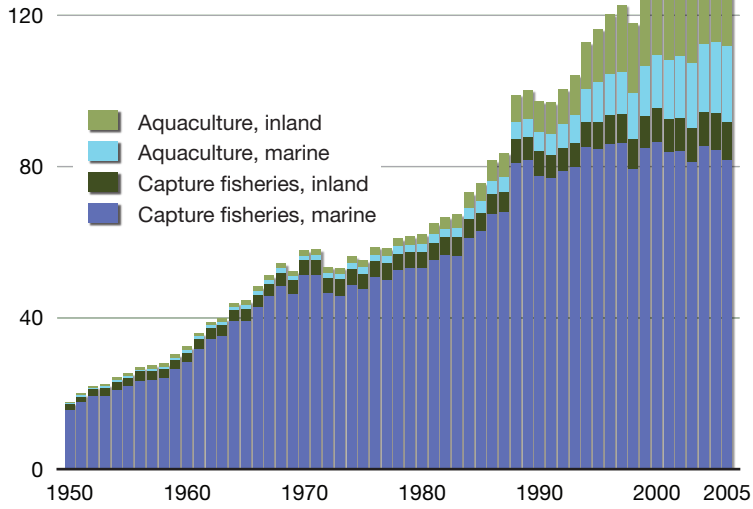 120
Aquaculture, inland
Aquaculture, marine
80
Capture fisheries, inland
Capture fisheries, marine
40
0
1950 1960 1970 1980 1990 2000 2005